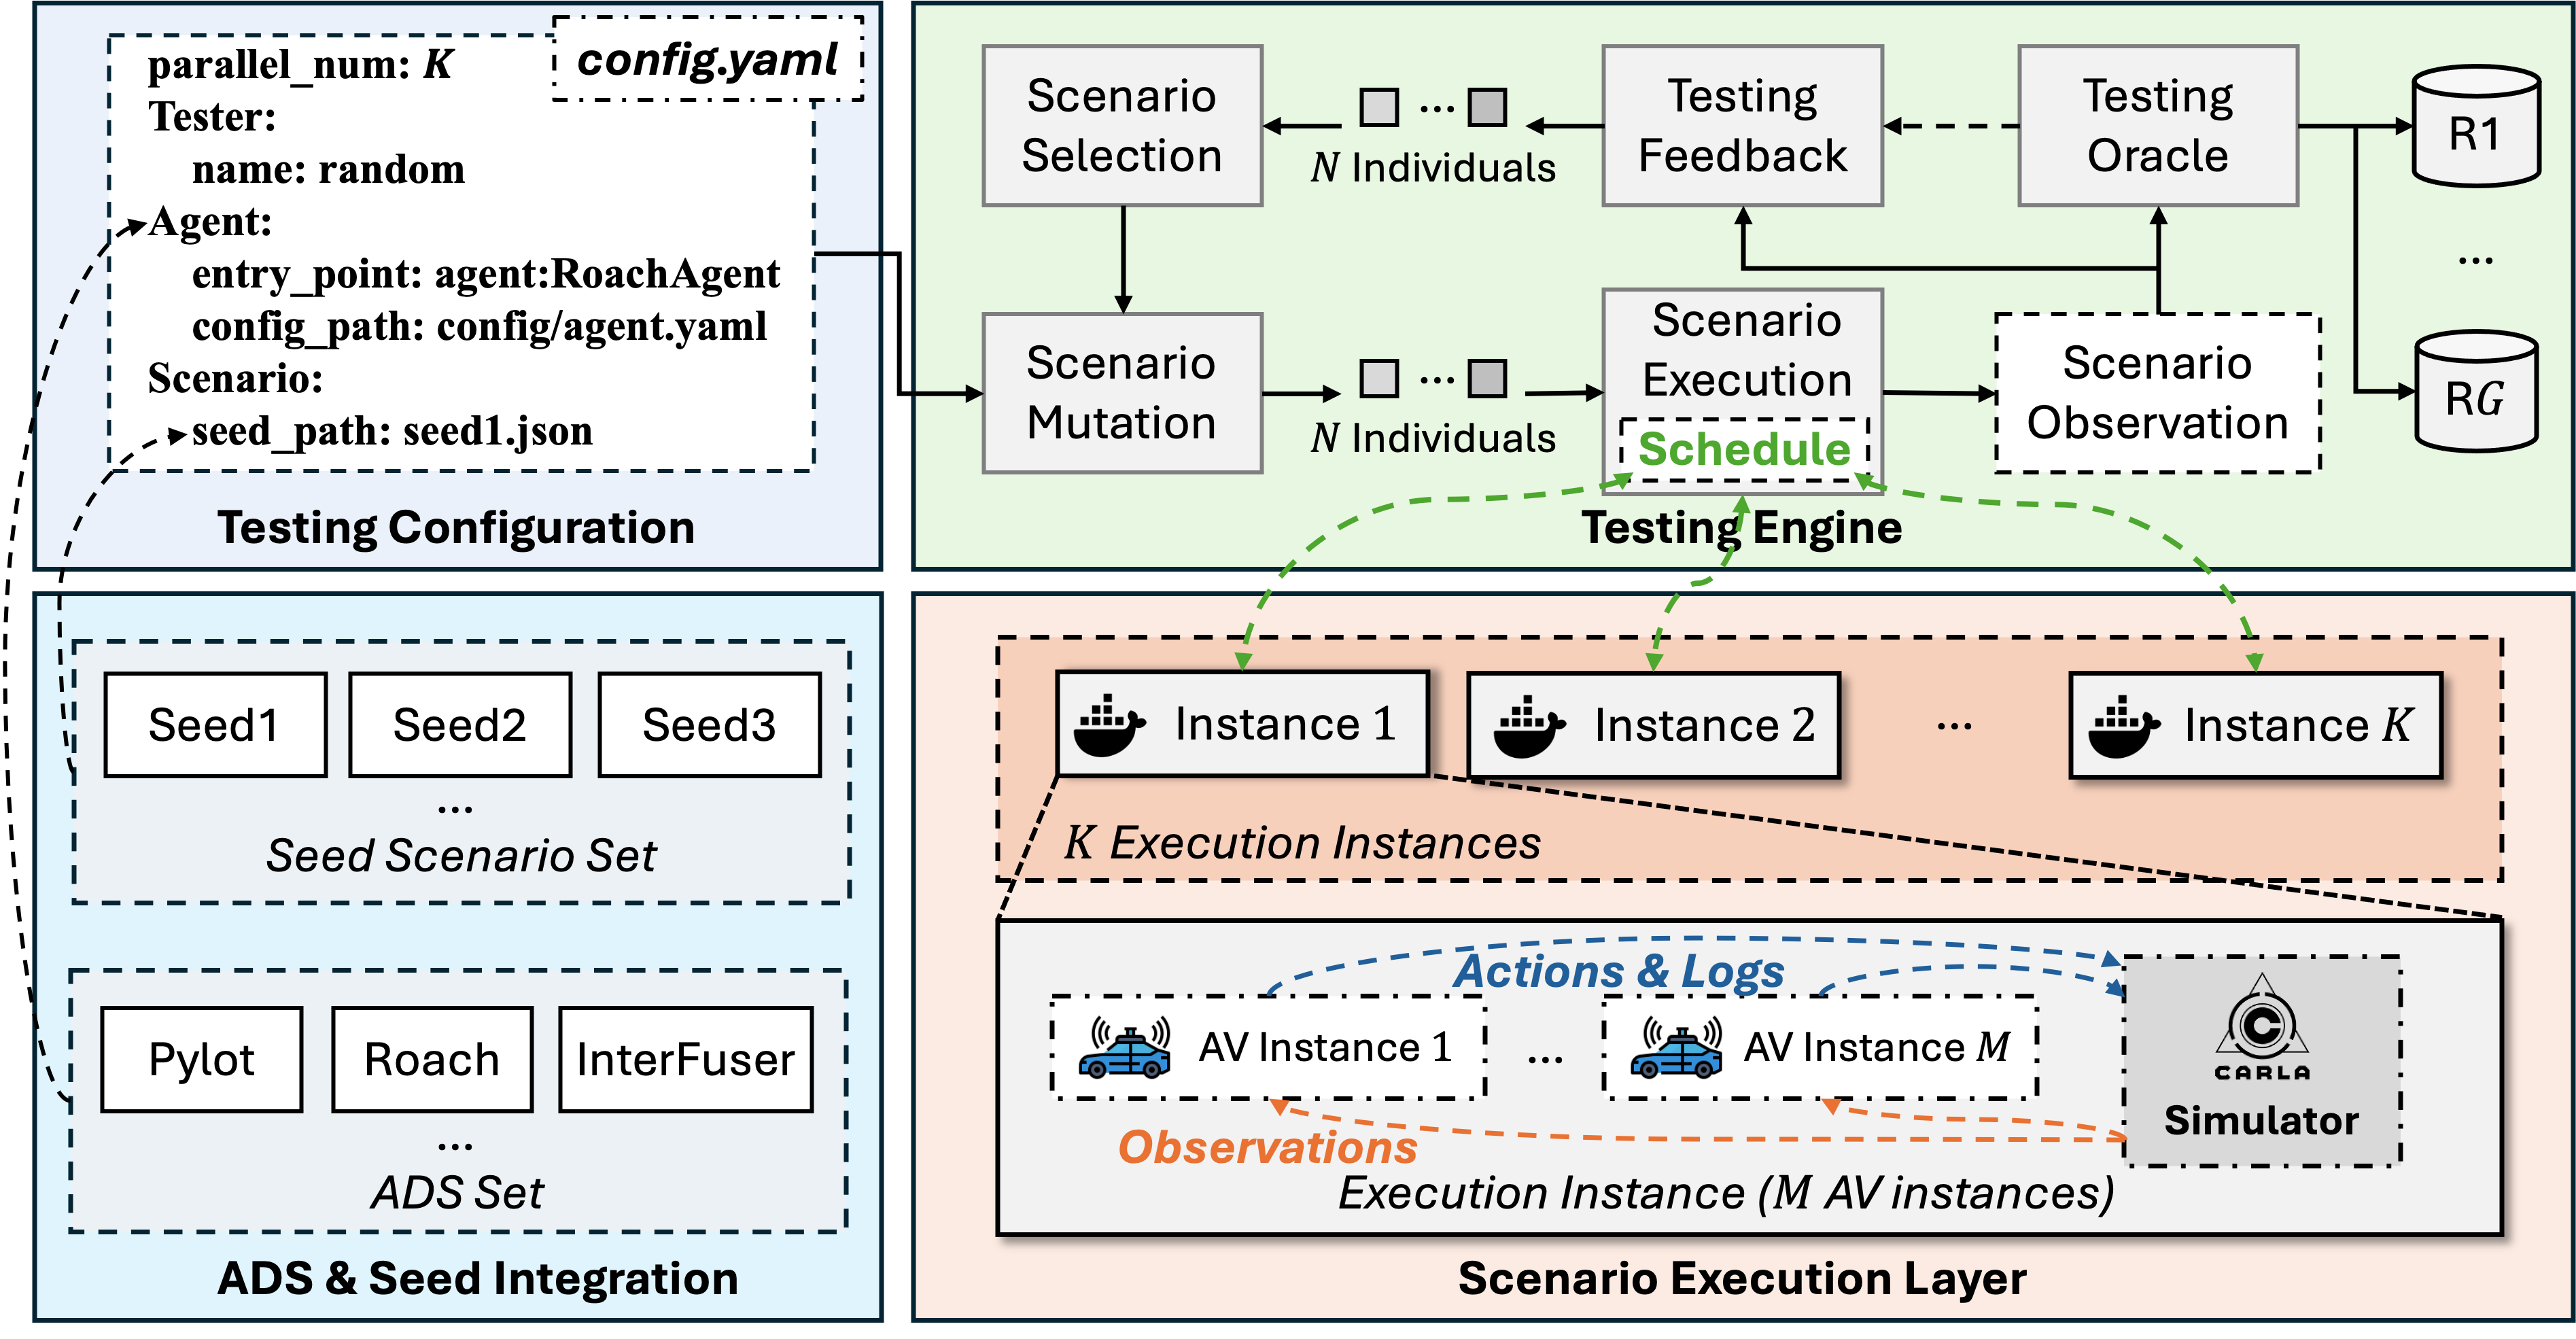 config.yaml
parallel_num: K
Tester:
name: random
Agent:
entry_point: agent:RoachAgent
config_path: config/agent.yaml
Scenario:
seed_path: seed1.json
Testing Configuration
Scenario
Selection
...
N Individuals
Testing
Feedback
Testing
Oracle
R1
...
RG
Scenario
Mutation
...
N Individuals
Scenario
Execution
Schedule
Scenario
Observation
Testing Engine
Seed1
Seed2
Seed3
...
Seed Scenario Set
Pylot
Roach
InterFuser
...
ADS Set
ADS & Seed Integration
Instance 1
Instance 2
...
Instance K
K Execution Instances
Actions & Logs
AV Instance 1
...
AV Instance M
CARLA
Simulator
Observations
Execution Instance (M AV instances)
Scenario Execution Layer